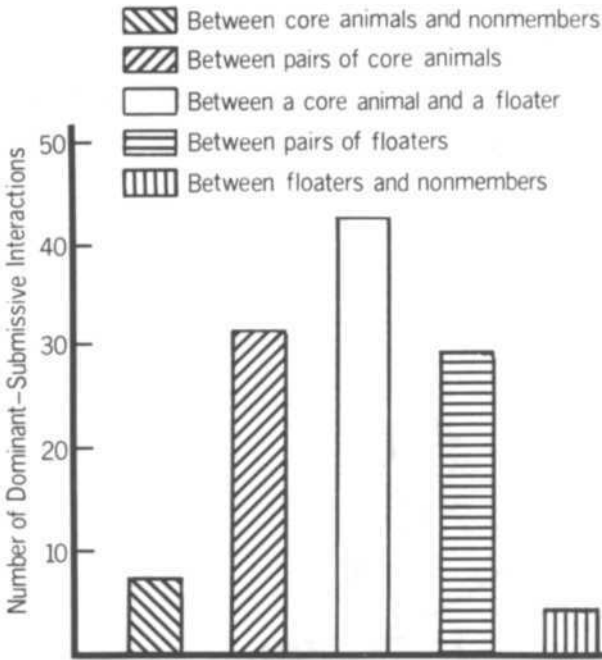 Between core animals and nonmembers
Between pairs of core animals
Between a core animal and a floater
Between pairs of floaters
Between floaters and nonmembers
Number of Dominant–Submissive Interactions
50
40
30
20
10